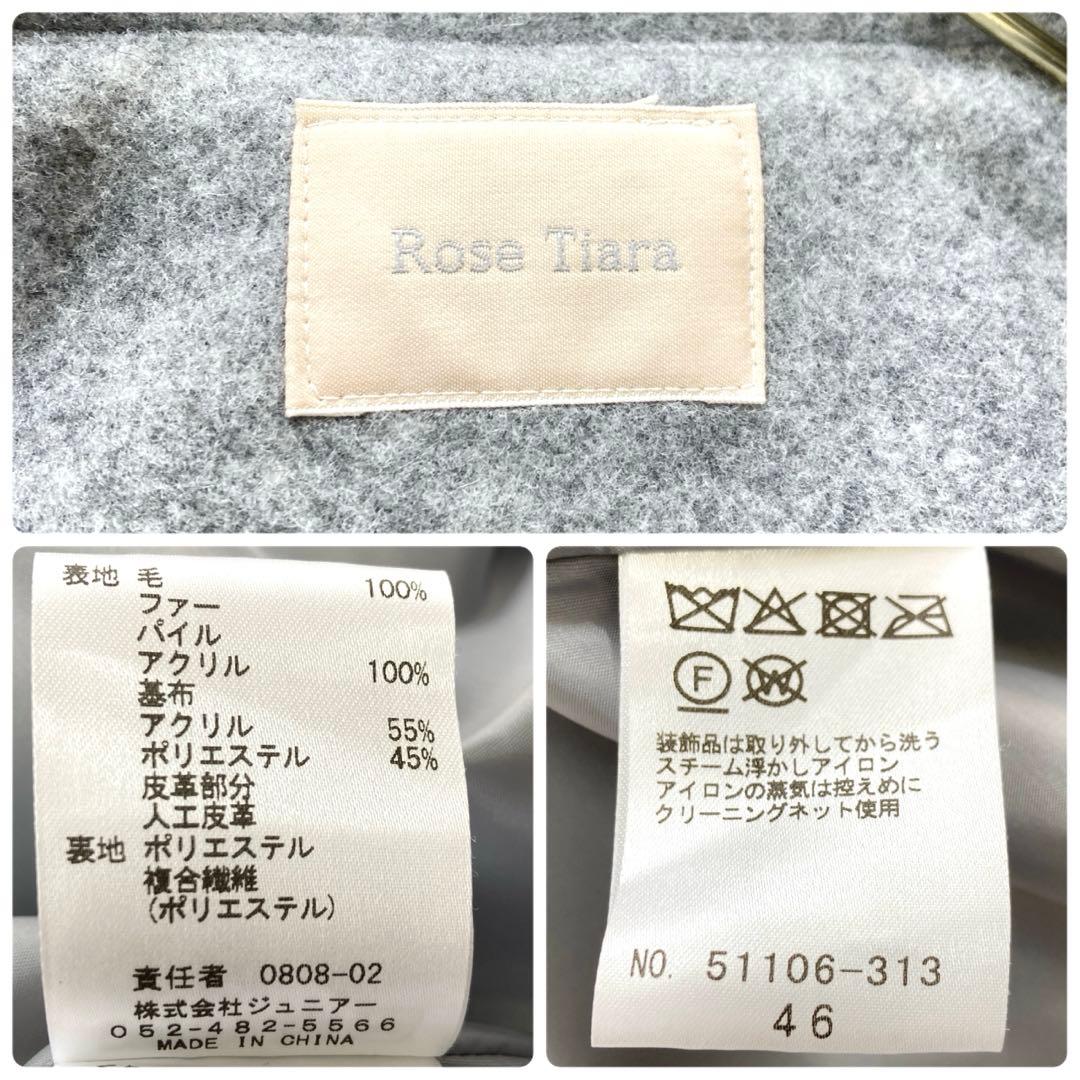 Rose Tiara
表地 毛 100%
ファー
パイル
アクリル 100%
基布
アクリル 55%
ポリエステル 45%
皮革部分
人工皮革
裏地 ポリエステル
複合繊維
(ポリエステル)
責任者 0808-02
株式会社ジュニアー
052-482-5566
MADE IN CHINA
F
W
装飾品は取り外してから洗う
スチーム浮かしアイロン
アイロンの蒸気は控えめに
クリーニングネット使用
NO. 51106-313
46